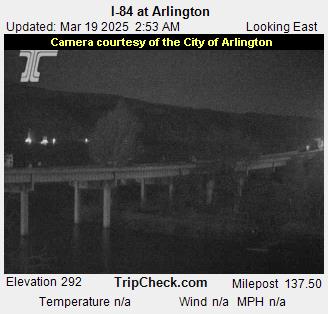 I-84 at Arlington
Updated: Mar 19 2025 2:53 AM Looking East
Camera courtesy of the City of Arlington
Elevation 292 TripCheck.com Milepost 137.50
Temperature n/a Wind n/a MPH n/a